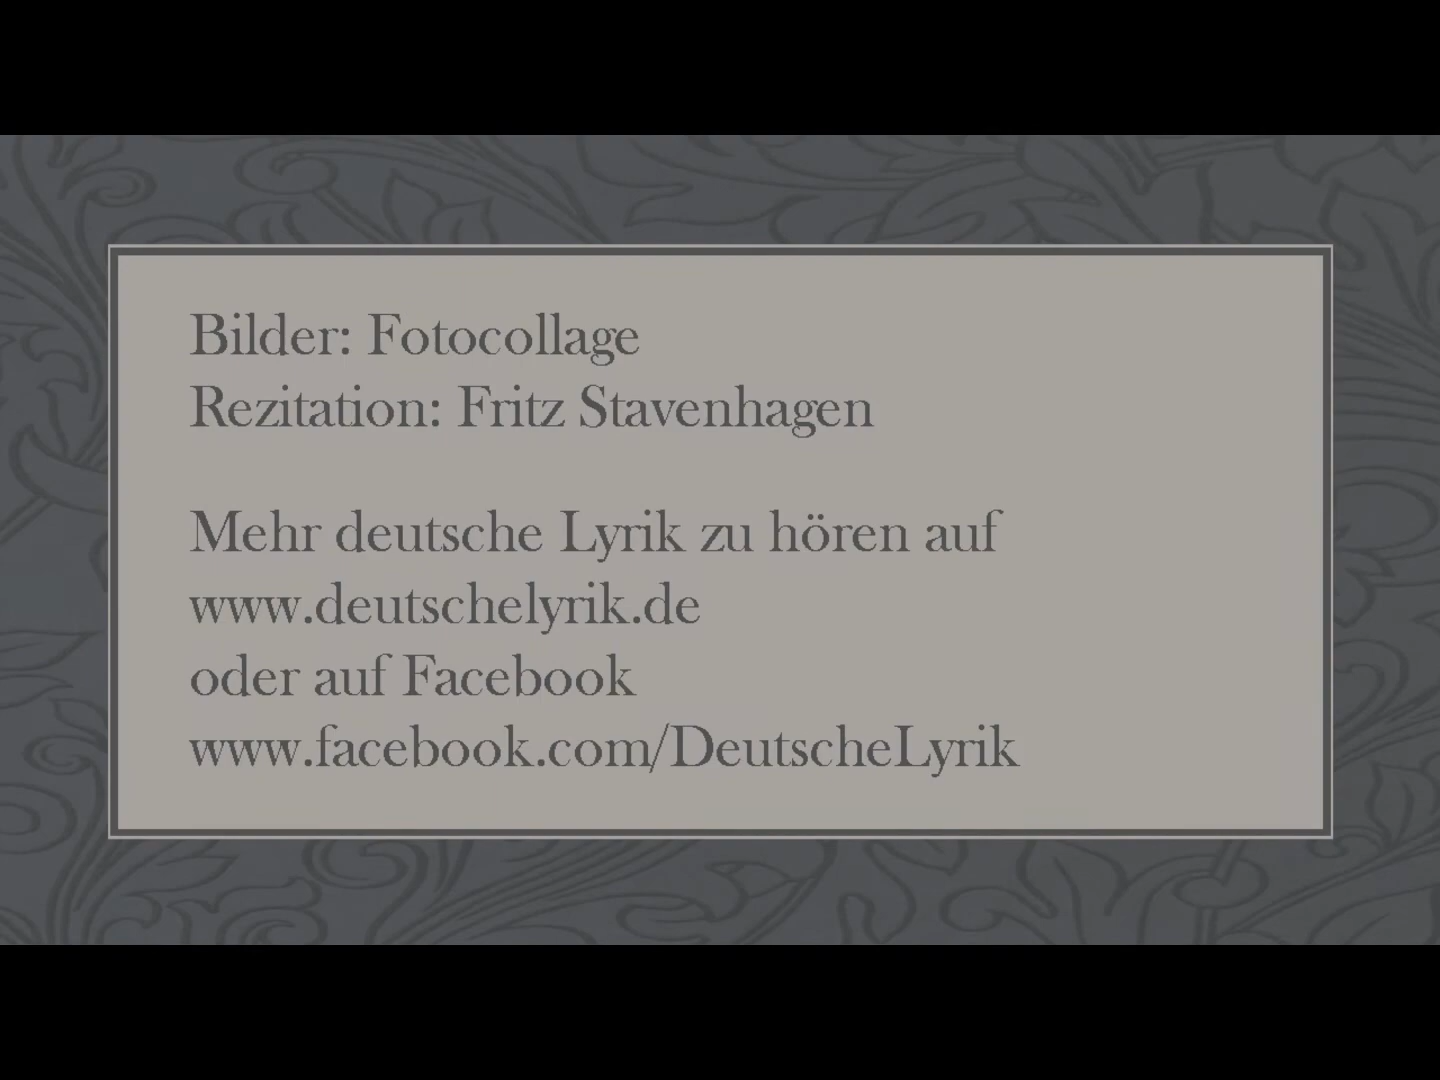 Bilder: Fotocollage
Rezitation: Fritz Stavenhagen
Mehr deutsche Lyrik zu hören auf
www.deutschelyrik.de
oder auf Facebook
www.facebook.com/DeutscheLyrik